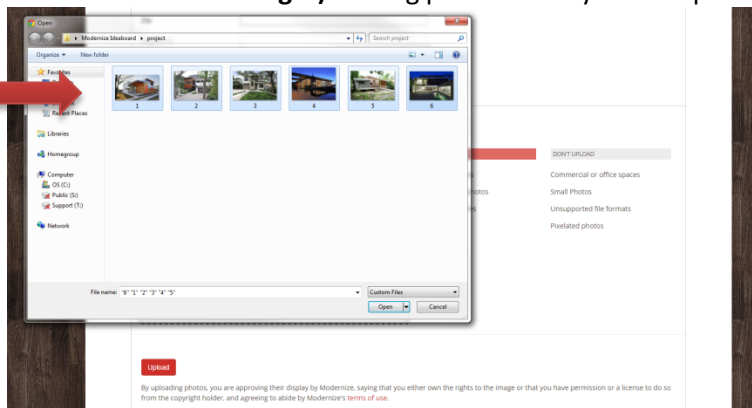 Open
Modernize Ideaboard ▸ project
Search project
Organize
New folder
Favorites
Recent Places
Libraries
Homegroup
Computer
OS (C:)
Public (S:)
Support (T:)
Network
1 2 3 4 5 6
File name: "6" "1" "2" "3" "4" "5"
Custom Files
Open
Cancel
DON'T UPLOAD
Commercial or office spaces
Small Photos
Unsupported file formats
Pixelated photos
Upload
By uploading photos, you are approving their display by Modernize, saying that you either own the rights to the image or that you have permission or a license to do so
from the copyright holder, and agreeing to abide by Modernize's terms of use.